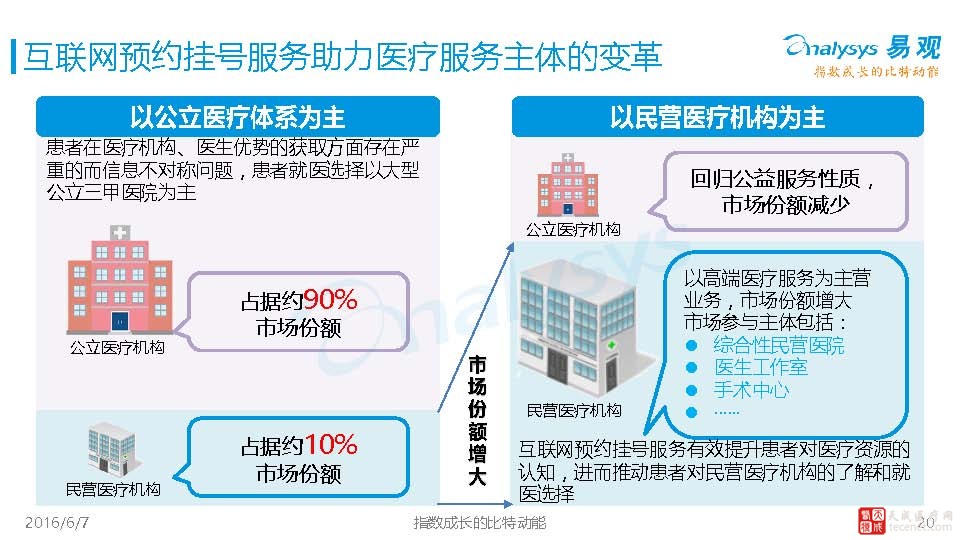 互联网预约挂号服务助力医疗服务主体的变革
analysys 易观
指数成长的比特动能
以公立医疗体系为主
患者在医疗机构、医生优势的获取方面存在严
重的而信息不对称问题，患者就医选择以大型
公立三甲医院为主
公立医疗机构
占据约90%
市场份额
民营医疗机构
占据约10%
市场份额
市
场
份
额
增
大
以民营医疗机构为主
公立医疗机构
回归公益服务性质，
市场份额减少
民营医疗机构
以高端医疗服务为主营
业务，市场份额增大
市场参与主体包括：
● 综合性民营医院
● 医生工作室
● 手术中心
● ……
互联网预约挂号服务有效提升患者对医疗资源的
认知，进而推动患者对民营医疗机构的了解和就
医选择
analysys
2016/6/7
指数成长的比特动能
20
天成医疗网
tecenet.com